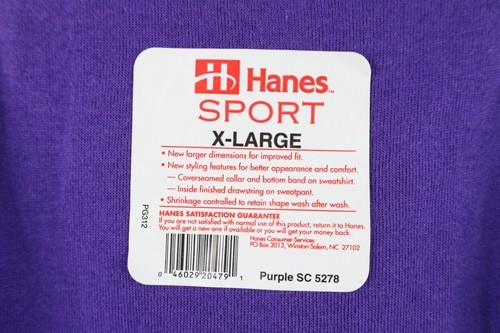 Hanes™
SPORT
X-LARGE
• New larger dimensions for improved fit.
• New styling features for better appearance and comfort.
— Coverseamed collar and bottom band on sweatshirt.
— Inside finished drawstring on sweatpant.
• Shrinkage controlled to retain shape wash after wash.
HANES SATISFACTION GUARANTEE
If you are not satisfied with normal use of this product, return it to Hanes.
You will get a new one if available or you will get your money back.
Hanes Consumer Services
PO Box 3013, Winston-Salem, NC 27102
PG312
0 46029 20479 1
Purple SC 5278